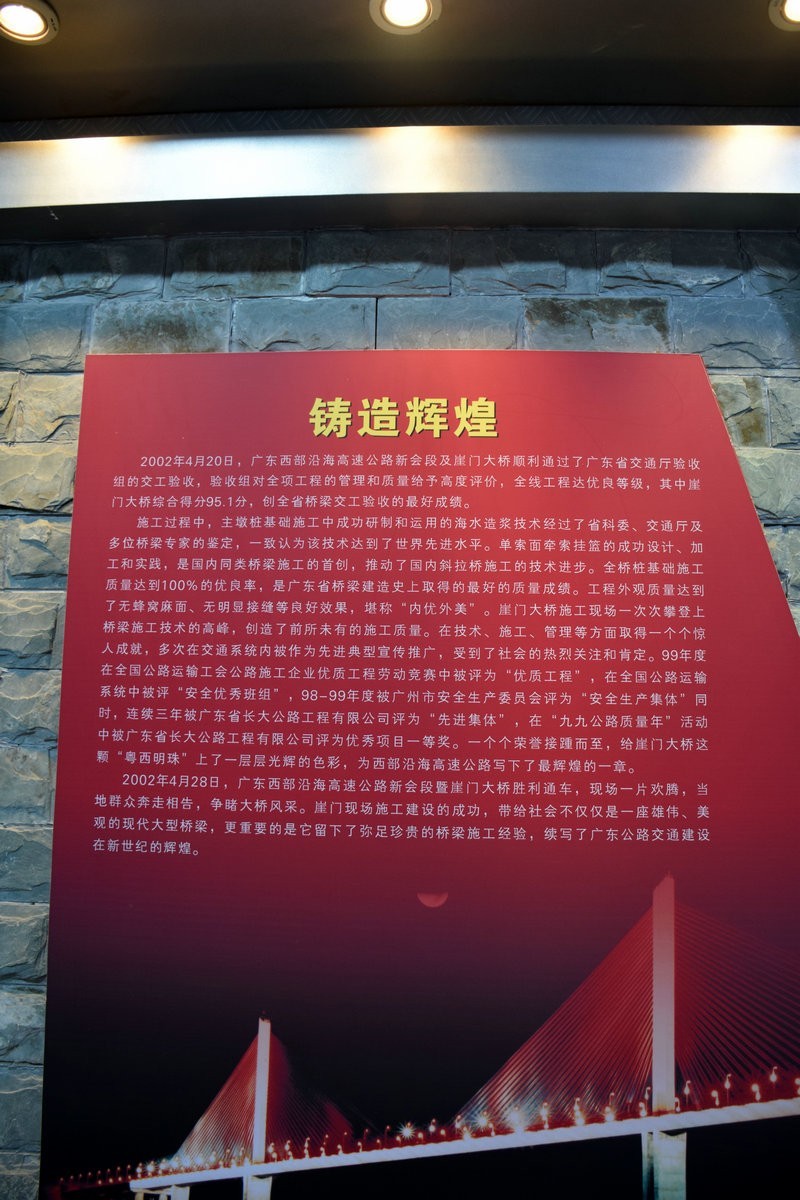 铸造辉煌
2002年4月20日，广东西部沿海高速公路新会段及崖门大桥顺利通过了广东省交通厅验收
组的交工验收，验收组对全项工程的管理和质量给予高度评价，全线工程达优良等级，其中崖
门大桥综合得分95.1分，创全省桥梁交工验收的最好成绩。
施工过程中，主墩桩基础施工中成功研制和运用的海水造浆技术经过了省科委、交通厅及
多位桥梁专家的鉴定，一致认为该技术达到了世界先进水平。单索面牵索挂篮的成功设计、加
工和实践，是国内同类桥梁施工的首创，推动了国内斜拉桥施工的技术进步。全桥桩基础施工
质量达到100%的优良率，是广东省桥梁建造史上取得的最好的质量成绩。工程外观质量达到
了无蜂窝麻面、无明显接缝等良好效果，堪称“内优外美”。崖门大桥施工现场一次次攀登上
桥梁施工技术的高峰，创造了前所未有的施工质量。在技术、施工、管理等方面取得一个个惊
人成就，多次在交通系统内被作为先进典型宣传推广，受到了社会的热烈关注和肯定。99年度
在全国公路运输工会公路施工企业优质工程劳动竞赛中被评为“优质工程”，在全国公路运输
系统中被评“安全优秀班组”，98-99年度被广州市安全生产委员会评为“安全生产集体”同
时，连续三年被广东省长大公路工程有限公司评为“先进集体”，在“九九公路质量年”活动
中被广东省长大公路工程有限公司评为优秀项目一等奖。一个个荣誉接踵而至，给崖门大桥这
颗“粤西明珠”上了一层层光辉的色彩，为西部沿海高速公路写下了最辉煌的一章。
2002年4月28日，广东西部沿海高速公路新会段暨崖门大桥胜利通车，现场一片欢腾，当
地群众奔走相告，争睹大桥风采。崖门现场施工建设的成功，带给社会不仅仅是一座雄伟、美
观的现代大型桥梁，更重要的是它留下了弥足珍贵的桥梁施工经验，续写了广东公路交通建设
在新世纪的辉煌。